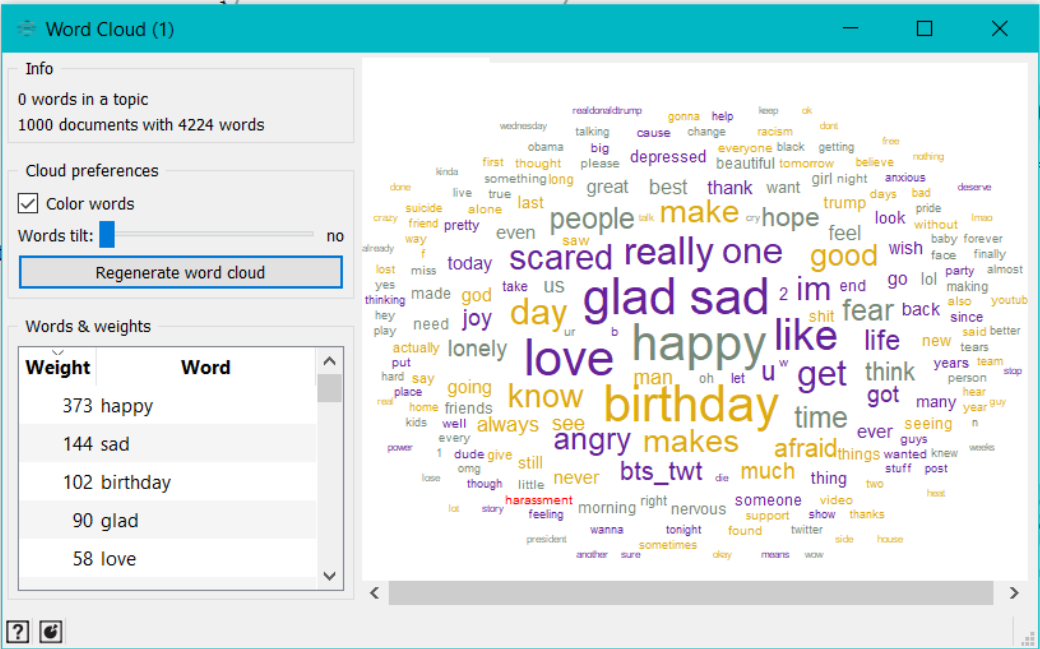 Word Cloud (1)
Info
0 words in a topic
1000 documents with 4224 words
Cloud preferences
Color words
Words tilt: no
Regenerate word cloud
Words & weights
Weight Word
373 happy
144 sad
102 birthday
90 glad
58 love
realdonaldtrump keep ok
gonna help
wednesday talking cause change racism dont
obama big everyone black getting free
first thought please depressed beautiful tomorrow believe nothing
kinda something long great best thank want girl night anxious
done live true last trump days bad deserve
suicide alone people talk make cry hope look pride
crazy friend pretty even saw feel without lmao
way scared really one good wish baby forever
already f today face finally
lost miss take us glad sad 2 im end go lol party almost
yes made god making
thinking day shit fear back also youtub
hey need joy ur b happy like life since
play new said better
actually lonely love tears
put man oh let u w get think years team stop
hard say going know person
place birthday got many hear
real home friends time year guy
kids well always see seeing n
every angry makes ever guys
power 1 dude give afraid things wanted knew weeks
omg still bts_twt die much stuff post
lose though little never thing two
harassment someone video heat
lot story feeling morning right nervous support show thanks
wanna tonight found twitter
president sometimes side house
another sure okay means wow
?